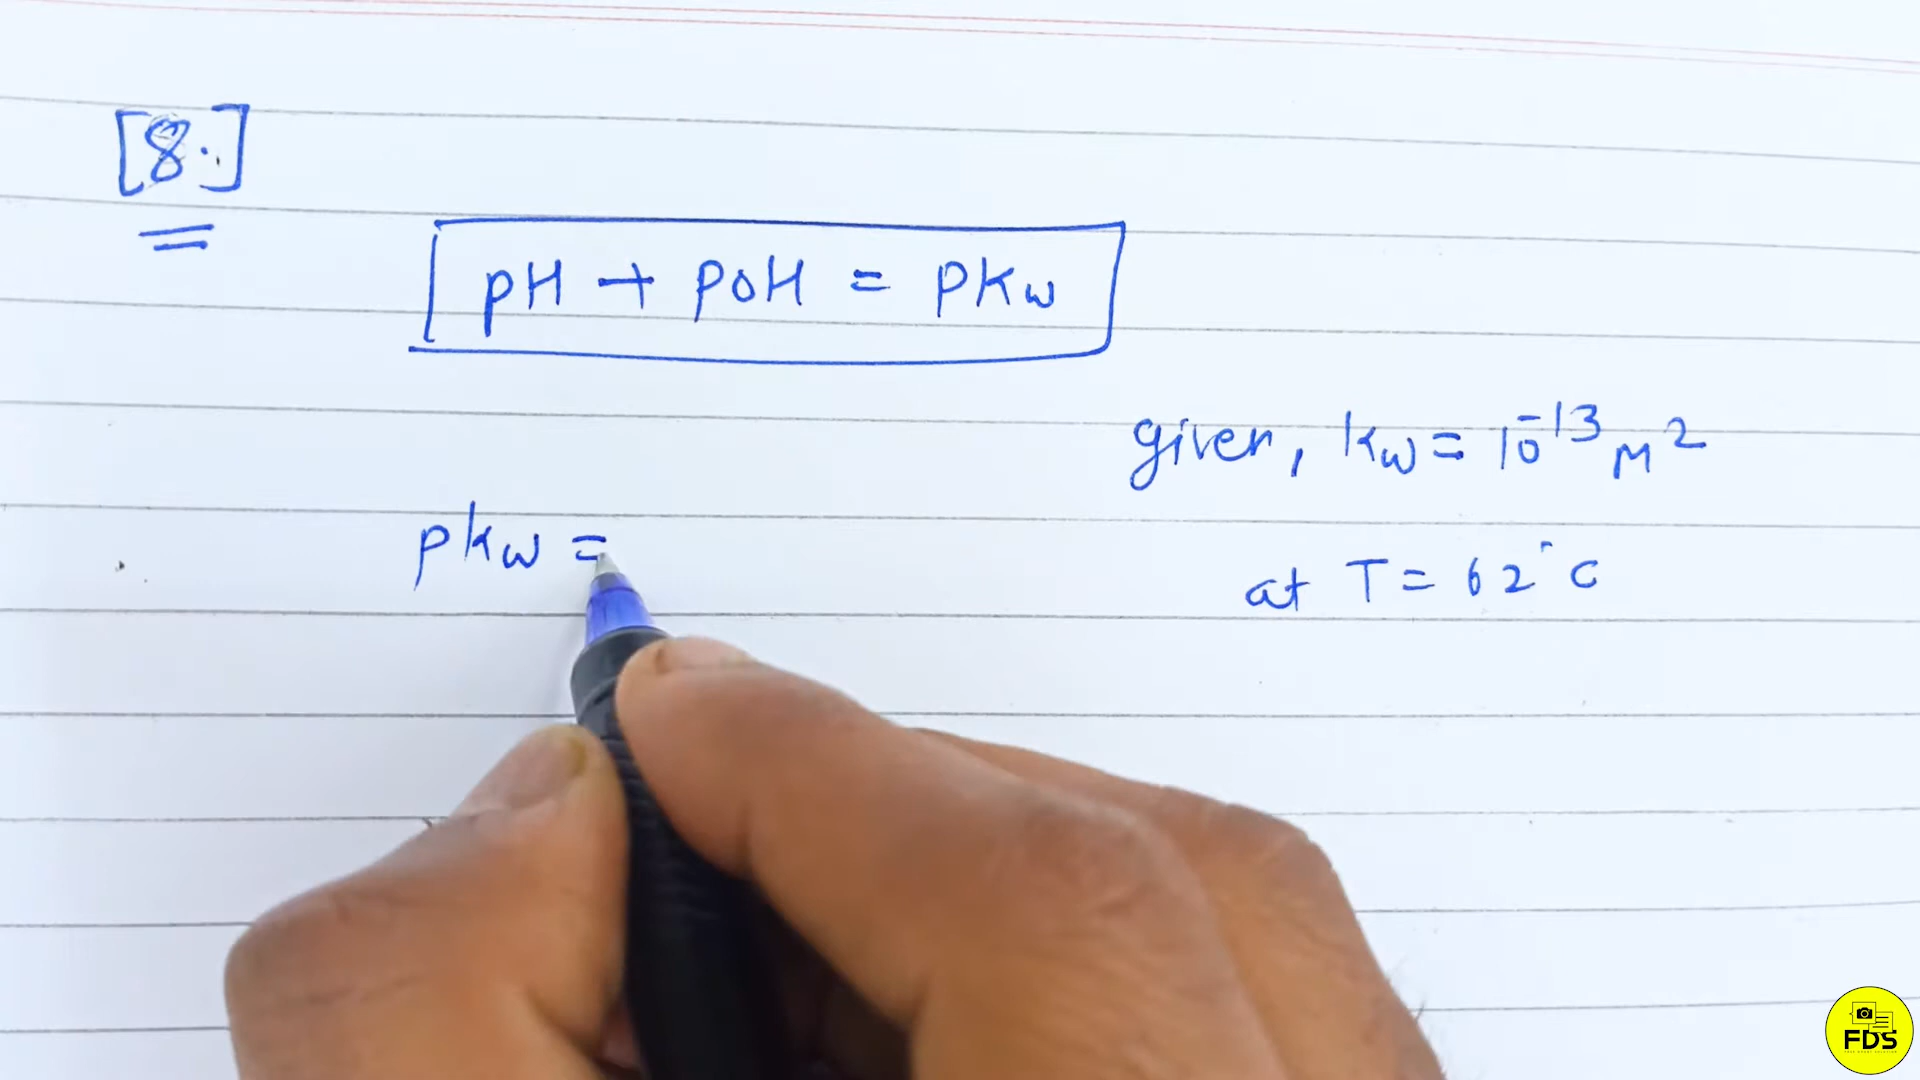 [8.]
pH + pOH = pKw
given, Kw = 10⁻¹³ M²
pKw =
at T = 62°C
FDS